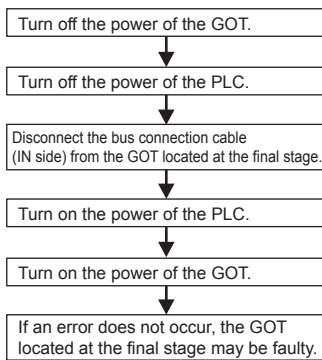 Turn off the power of the GOT.
Turn off the power of the PLC.
Disconnect the bus connection cable
(IN side) from the GOT located at the final stage.
Turn on the power of the PLC.
Turn on the power of the GOT.
If an error does not occur, the GOT
located at the final stage may be faulty.